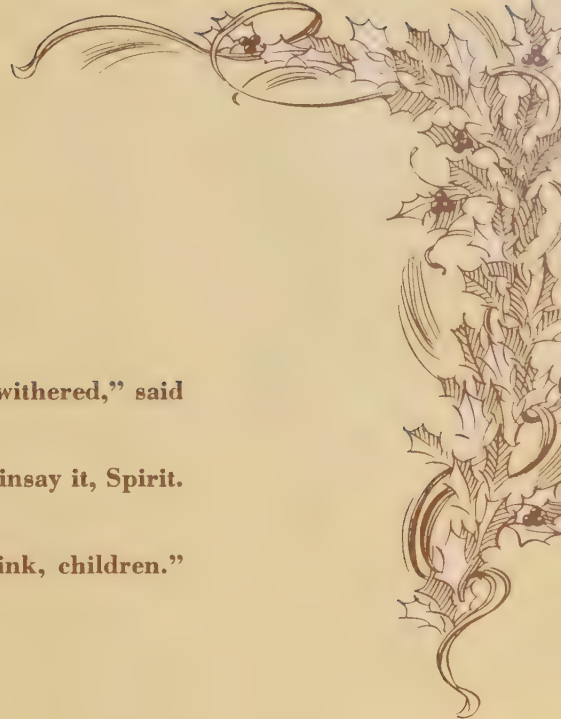 withered,” said
insay it, Spirit.
ink, children.”